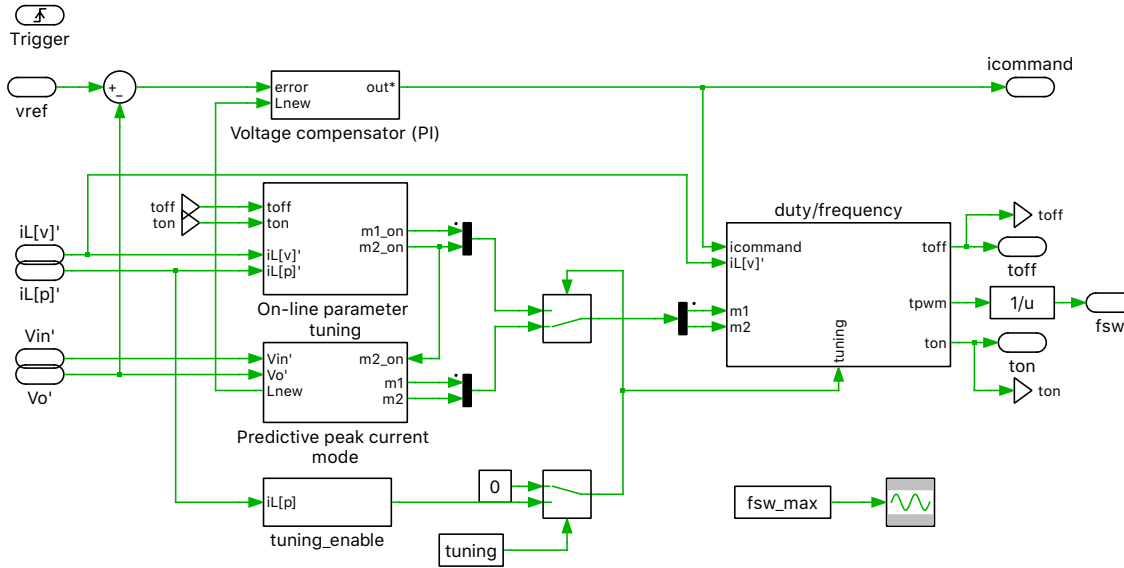 Trigger
vref
+
−
error
Lnew
out*
Voltage compensator (PI)
icommand
toff
ton
toff
ton
iL[v]'
iL[p]'
m1_on
m2_on
On-line parameter
tuning
iL[v]'
iL[p]'
Vin'
Vo'
Vin'
Vo'
Lnew
m2_on
m1
m2
Predictive peak current
mode
iL[p]
tuning_enable
0
tuning
duty/frequency
icommand
iL[v]'
m1
m2
tuning
toff
tpwm
ton
toff
toff
1/u
fsw
ton
ton
fsw_max